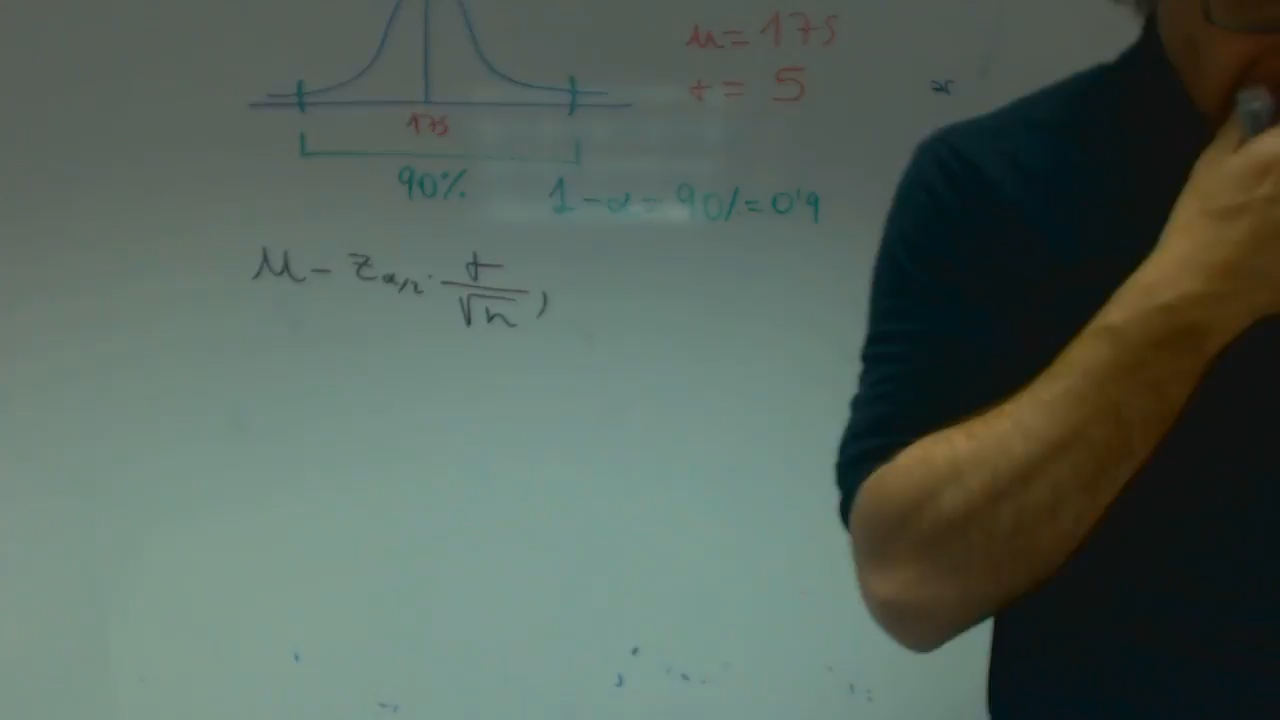 μ = 175
σ = 5
175
90%
1 - α = 90% = 0'9
μ - z_{α/2} · σ/√n ,